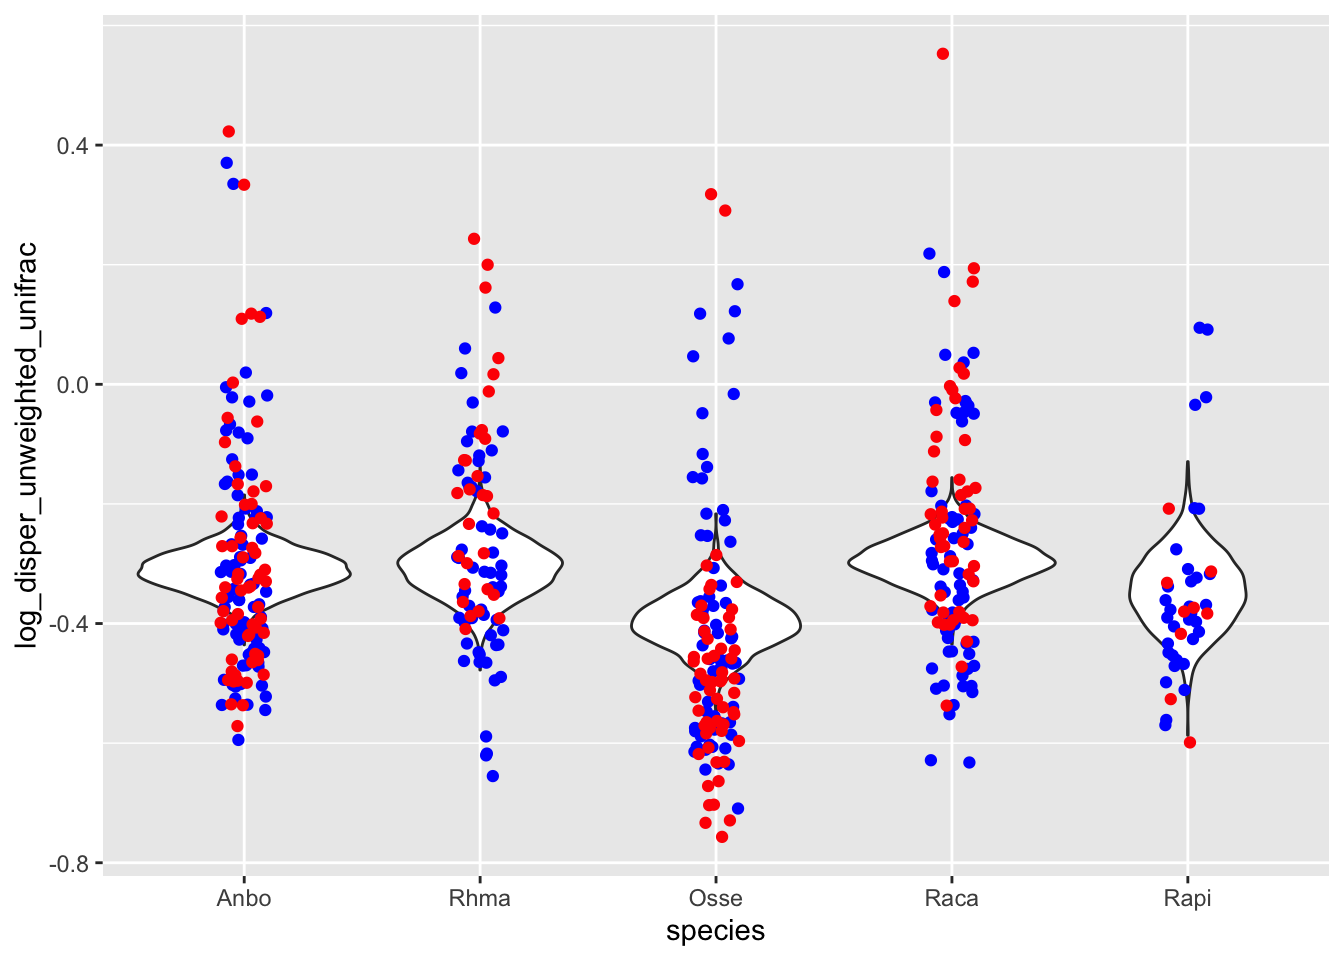 log_disper_unweighted_unifrac
0.4
0.0
-0.4
-0.8
Anbo Rhma Osse Raca Rapi
species